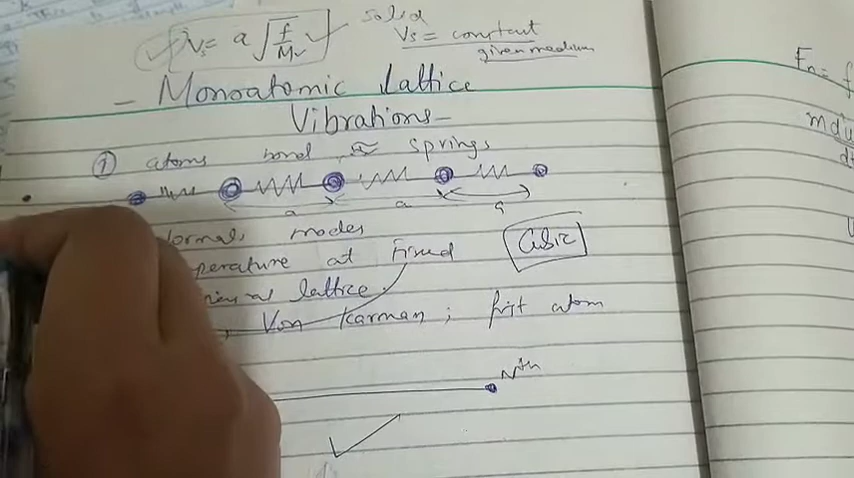 Vs = a√f/M solid
Vs = constant
given medium
- Monoatomic Lattice
Vibrations-
① atoms bond ≈ springs
a a a
modes
perature at fixed Cubic
lattice.
Von Karman; first atom
Nth
Fn = f